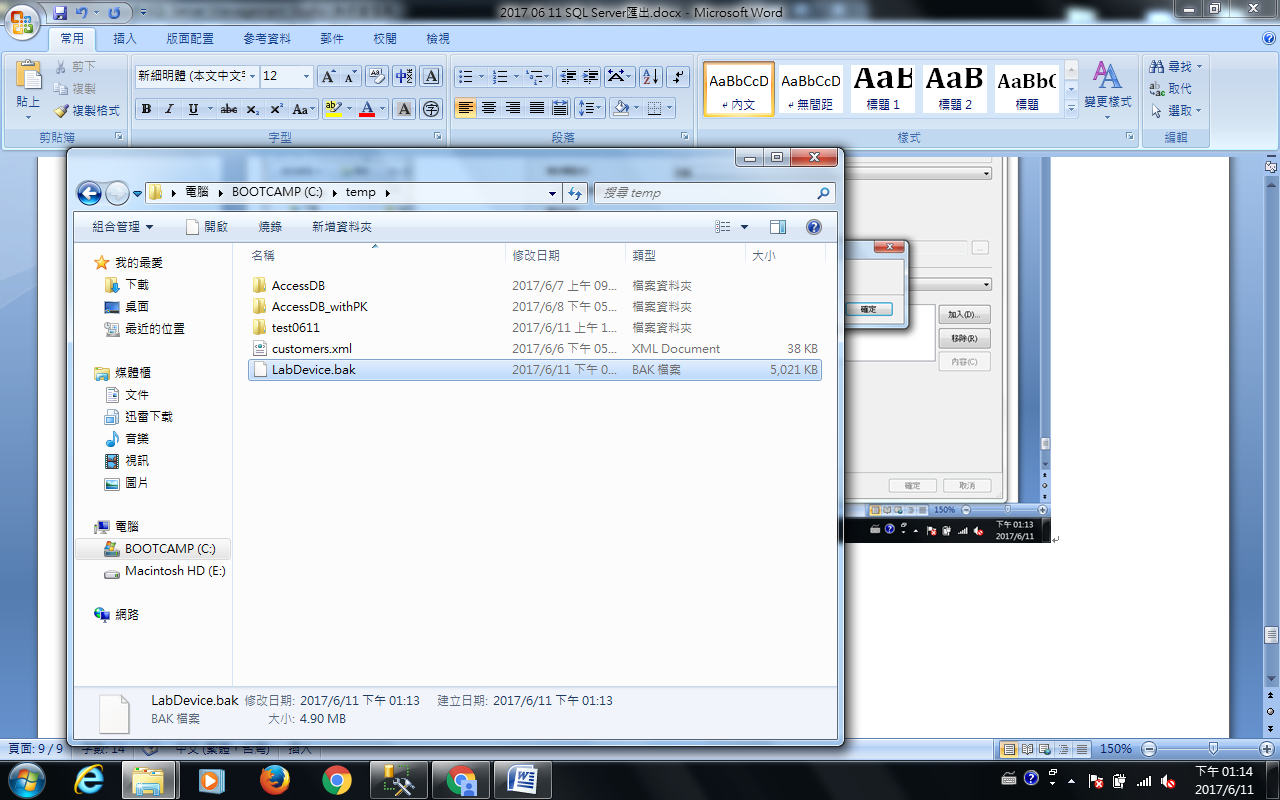 2017 06 11 SQL Server匯出.docx - Microsoft Word
常用 插入 版面配置 參考資料 郵件 校閱 檢視
貼上
剪下
複製
複製格式
剪貼簿
新細明體 (本文中文字 12
字型
段落
AaBbCcD AaBbCcD AaB AaB AaBbC
內文 無間距 標題 1 標題 2 標題
變更樣式
樣式
尋找
取代
選取
編輯
電腦 BOOTCAMP (C:) temp
搜尋 temp
組合管理 開啟 燒錄 新增資料夾
我的最愛
下載
桌面
最近的位置
媒體櫃
文件
迅雷下載
音樂
視訊
圖片
電腦
BOOTCAMP (C:)
Macintosh HD (E:)
網路
名稱 修改日期 類型 大小
AccessDB 2017/6/7 上午 09... 檔案資料夾
AccessDB_withPK 2017/6/8 下午 05... 檔案資料夾
test0611 2017/6/11 上午 1... 檔案資料夾
customers.xml 2017/6/6 下午 05... XML Document 38 KB
LabDevice.bak 2017/6/11 下午 0... BAK 檔案 5,021 KB
LabDevice.bak 修改日期: 2017/6/11 下午 01:13 建立日期: 2017/6/11 下午 01:13
BAK 檔案 大小: 4.90 MB
確定
加入(D)...
移除(R)
內容(C)
確定 取消
150%
下午 01:13
2017/6/11
頁面: 9 / 9 字數: 14 中文 (繁體，台灣) 插入
150%
下午 01:14
2017/6/11